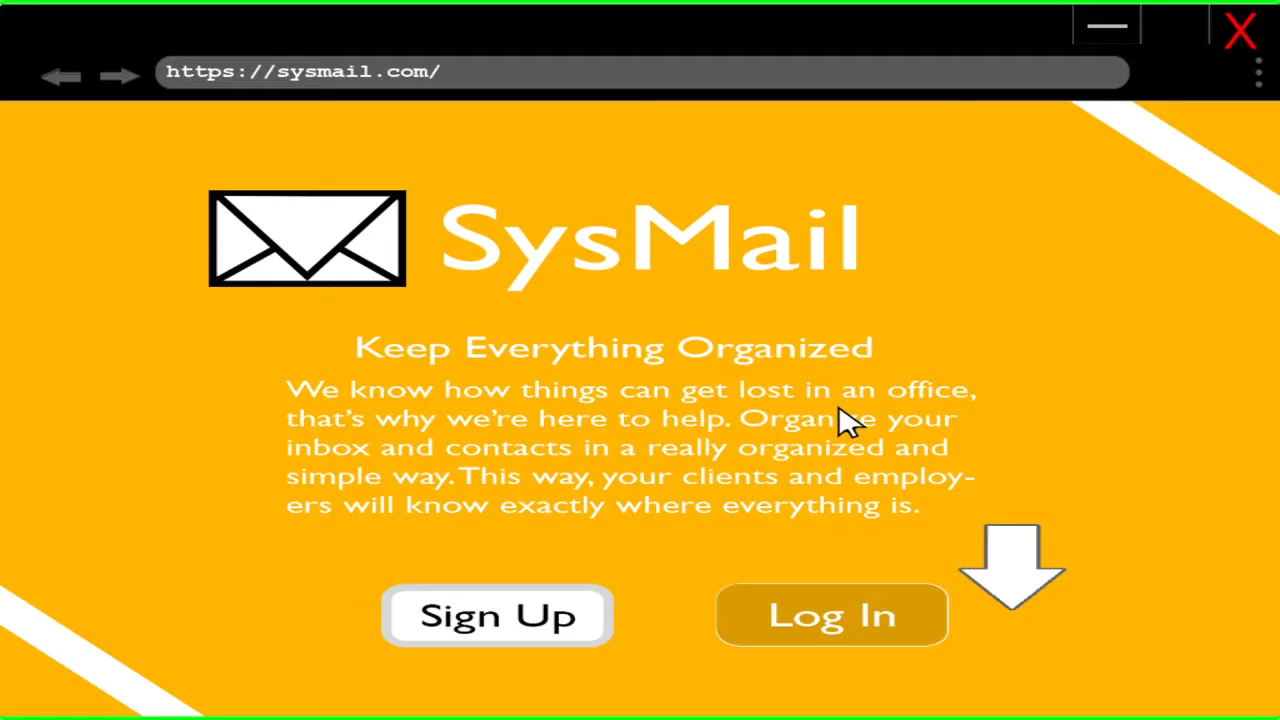 X
https://sysmail.com/
SysMail
Keep Everything Organized
We know how things can get lost in an office,
that's why we're here to help. Organize your
inbox and contacts in a really organized and
simple way. This way, your clients and employ-
ers will know exactly where everything is.
Sign Up
Log In